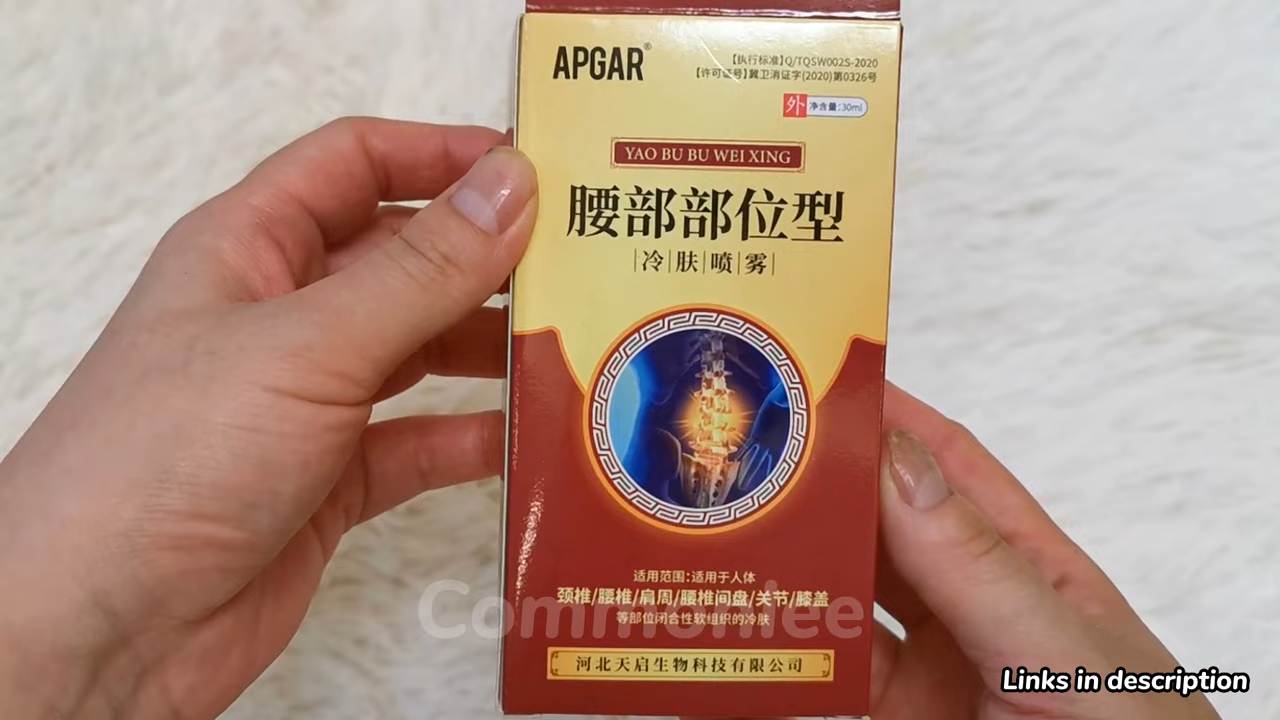 APGAR®
【执行标准】Q/TQSW002S-2020
【许可证号】冀卫消证字(2020)第0326号
外 净含量:30ml
YAO BU BU WEI XING
腰部部位型
冷|肤|喷|雾
适用范围:适用于人体
颈椎/腰椎/肩周/腰椎间盘/关节/膝盖
等部位闭合性软组织的冷肤
Commonlee
河北天启生物科技有限公司
Links in description